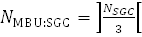 N_MBU:SGC = ]N_SGC/3[